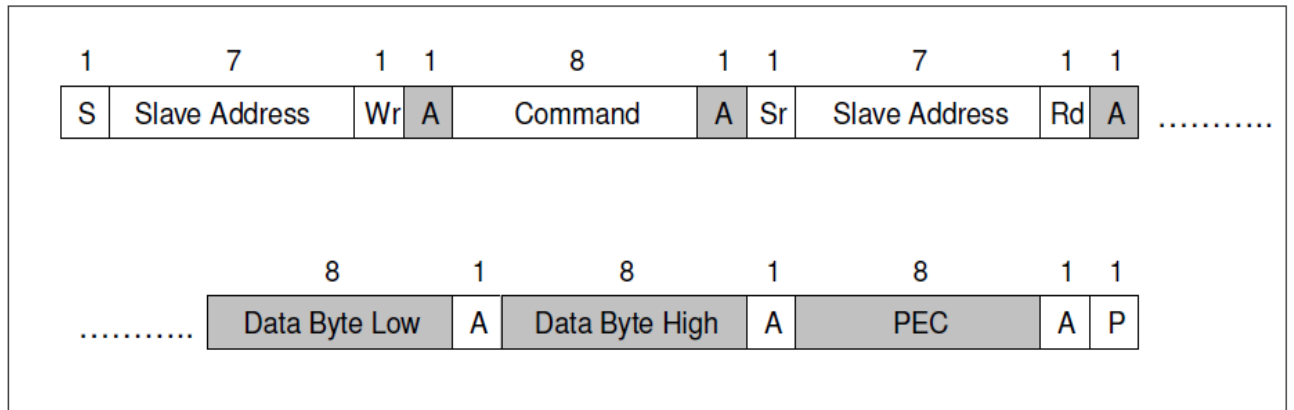 1 7 1 1 8 1 1 7 1 1
S Slave Address Wr A Command A Sr Slave Address Rd A ...........
8 1 8 1 8 1 1
........... Data Byte Low A Data Byte High A PEC A P